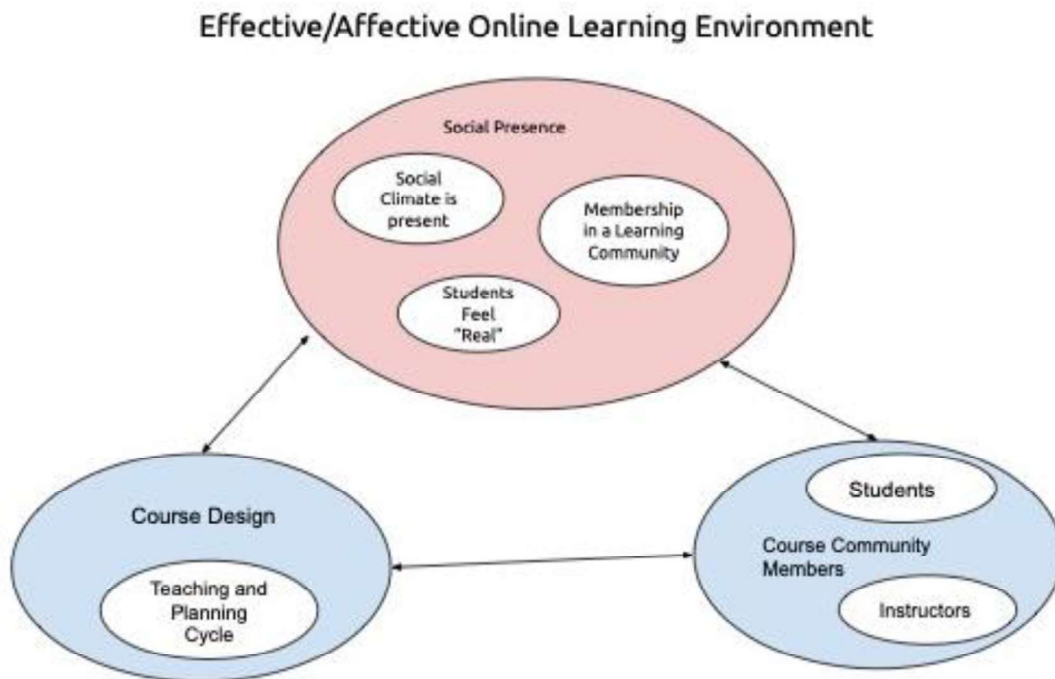 Effective/Affective Online Learning Environment
Social Presence
Social
Climate is
present
Membership
in a Learning
Community
Students
Feel
"Real"
Course Design
Teaching and
Planning
Cycle
Students
Course Community
Members
Instructors